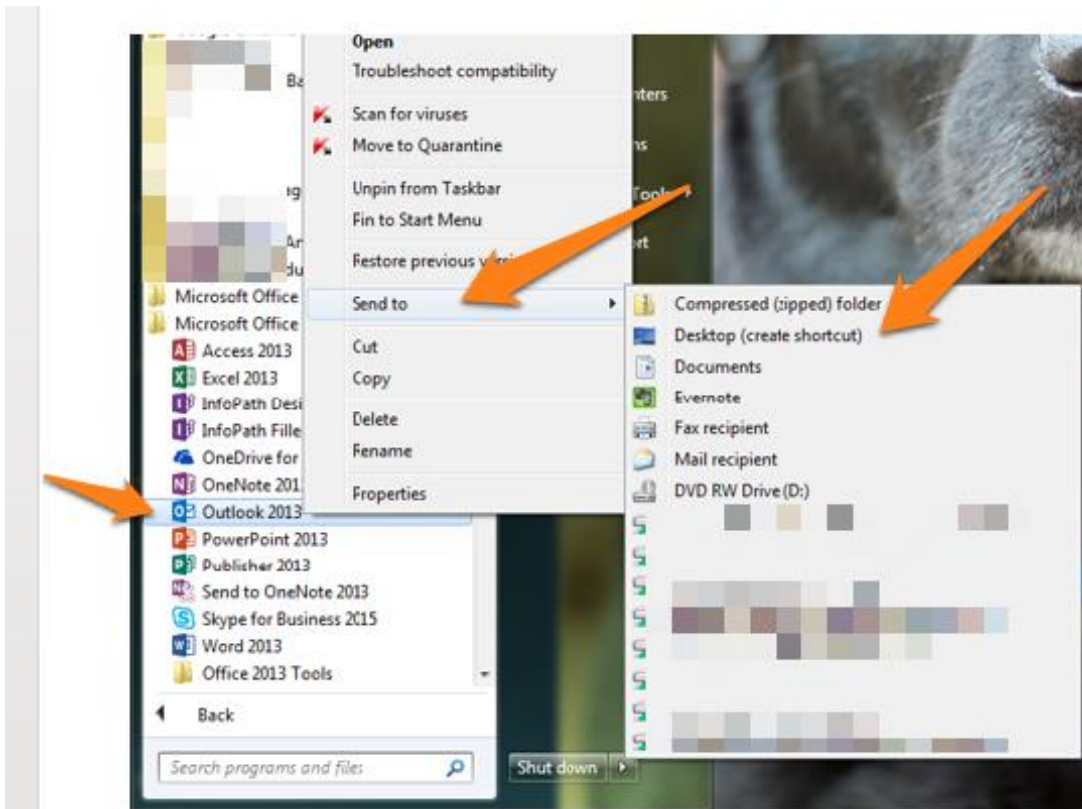 Open
Troubleshoot compatibility
Scan for viruses
Move to Quarantine
Unpin from Taskbar
Fin to Start Menu
Restore previous
Send to
Cut
Copy
Delete
Rename
Properties
Microsoft Office
Microsoft Office
Access 2013
Excel 2013
InfoPath Desi
InfoPath Fille
OneDrive for
OneNote 201
Outlook 2013
PowerPoint 2013
Publisher 2013
Send to OneNote 2013
Skype for Business 2015
Word 2013
Office 2013 Tools
Back
Search programs and files
Shut down
Compressed (zipped) folder
Desktop (create shortcut)
Documents
Evernote
Fax recipient
Mail recipient
DVD RW Drive (D:)